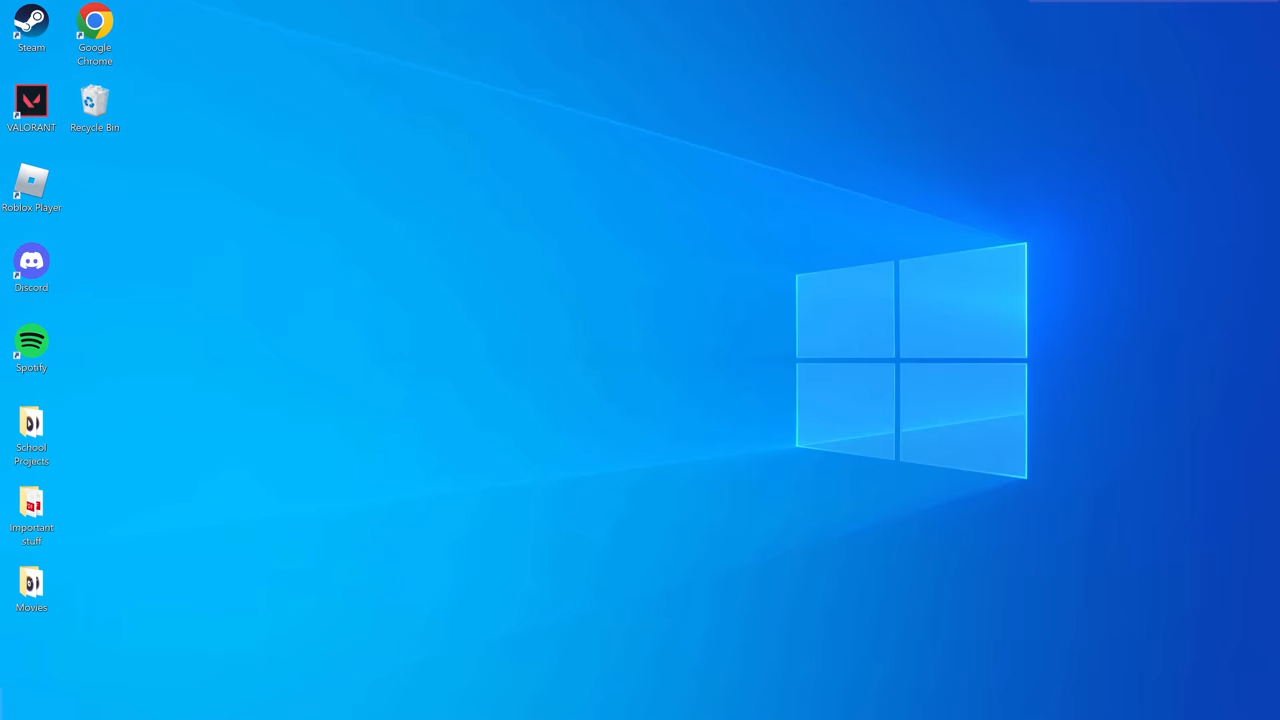 Steam
Google
Chrome
VALORANT
Recycle Bin
Roblox Player
Discord
Spotify
School
Projects
Important
stuff
Movies